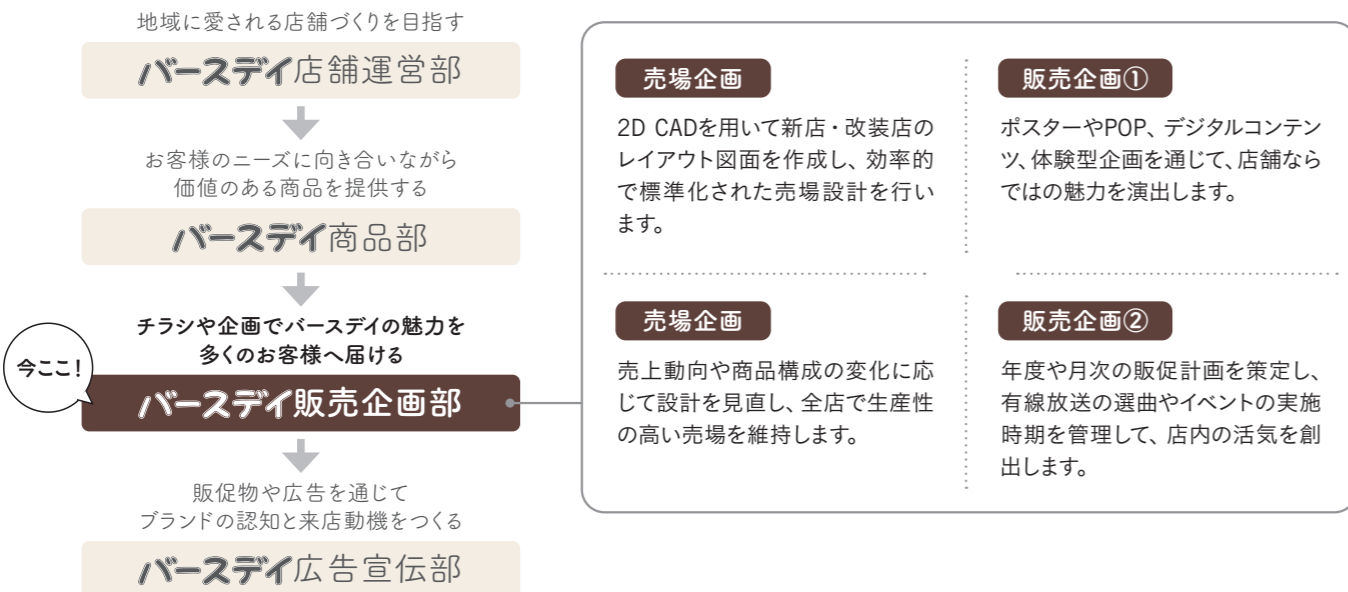 地域に愛される店舗づくりを目指す
バースデイ店舗運営部
お客様のニーズに向き合いながら
価値のある商品を提供する
バースデイ商品部
チラシや企画でバースデイの魅力を
多くのお客様へ届ける
今ここ!
バースデイ販売企画部
販促物や広告を通じて
ブランドの認知と来店動機をつくる
バースデイ広告宣伝部
売場企画
2D CADを用いて新店・改装店の
レイアウト図面を作成し、効率的
で標準化された売場設計を行い
ます。
販売企画①
ポスターやPOP、デジタルコンテン
ツ、体験型企画を通じて、店舗なら
ではの魅力を演出します。
売場企画
売上動向や商品構成の変化に応
じて設計を見直し、全店で生産性
の高い売場を維持します。
販売企画②
年度や月次の販促計画を策定し、
有線放送の選曲やイベントの実施
時期を管理して、店内の活気を創
出します。